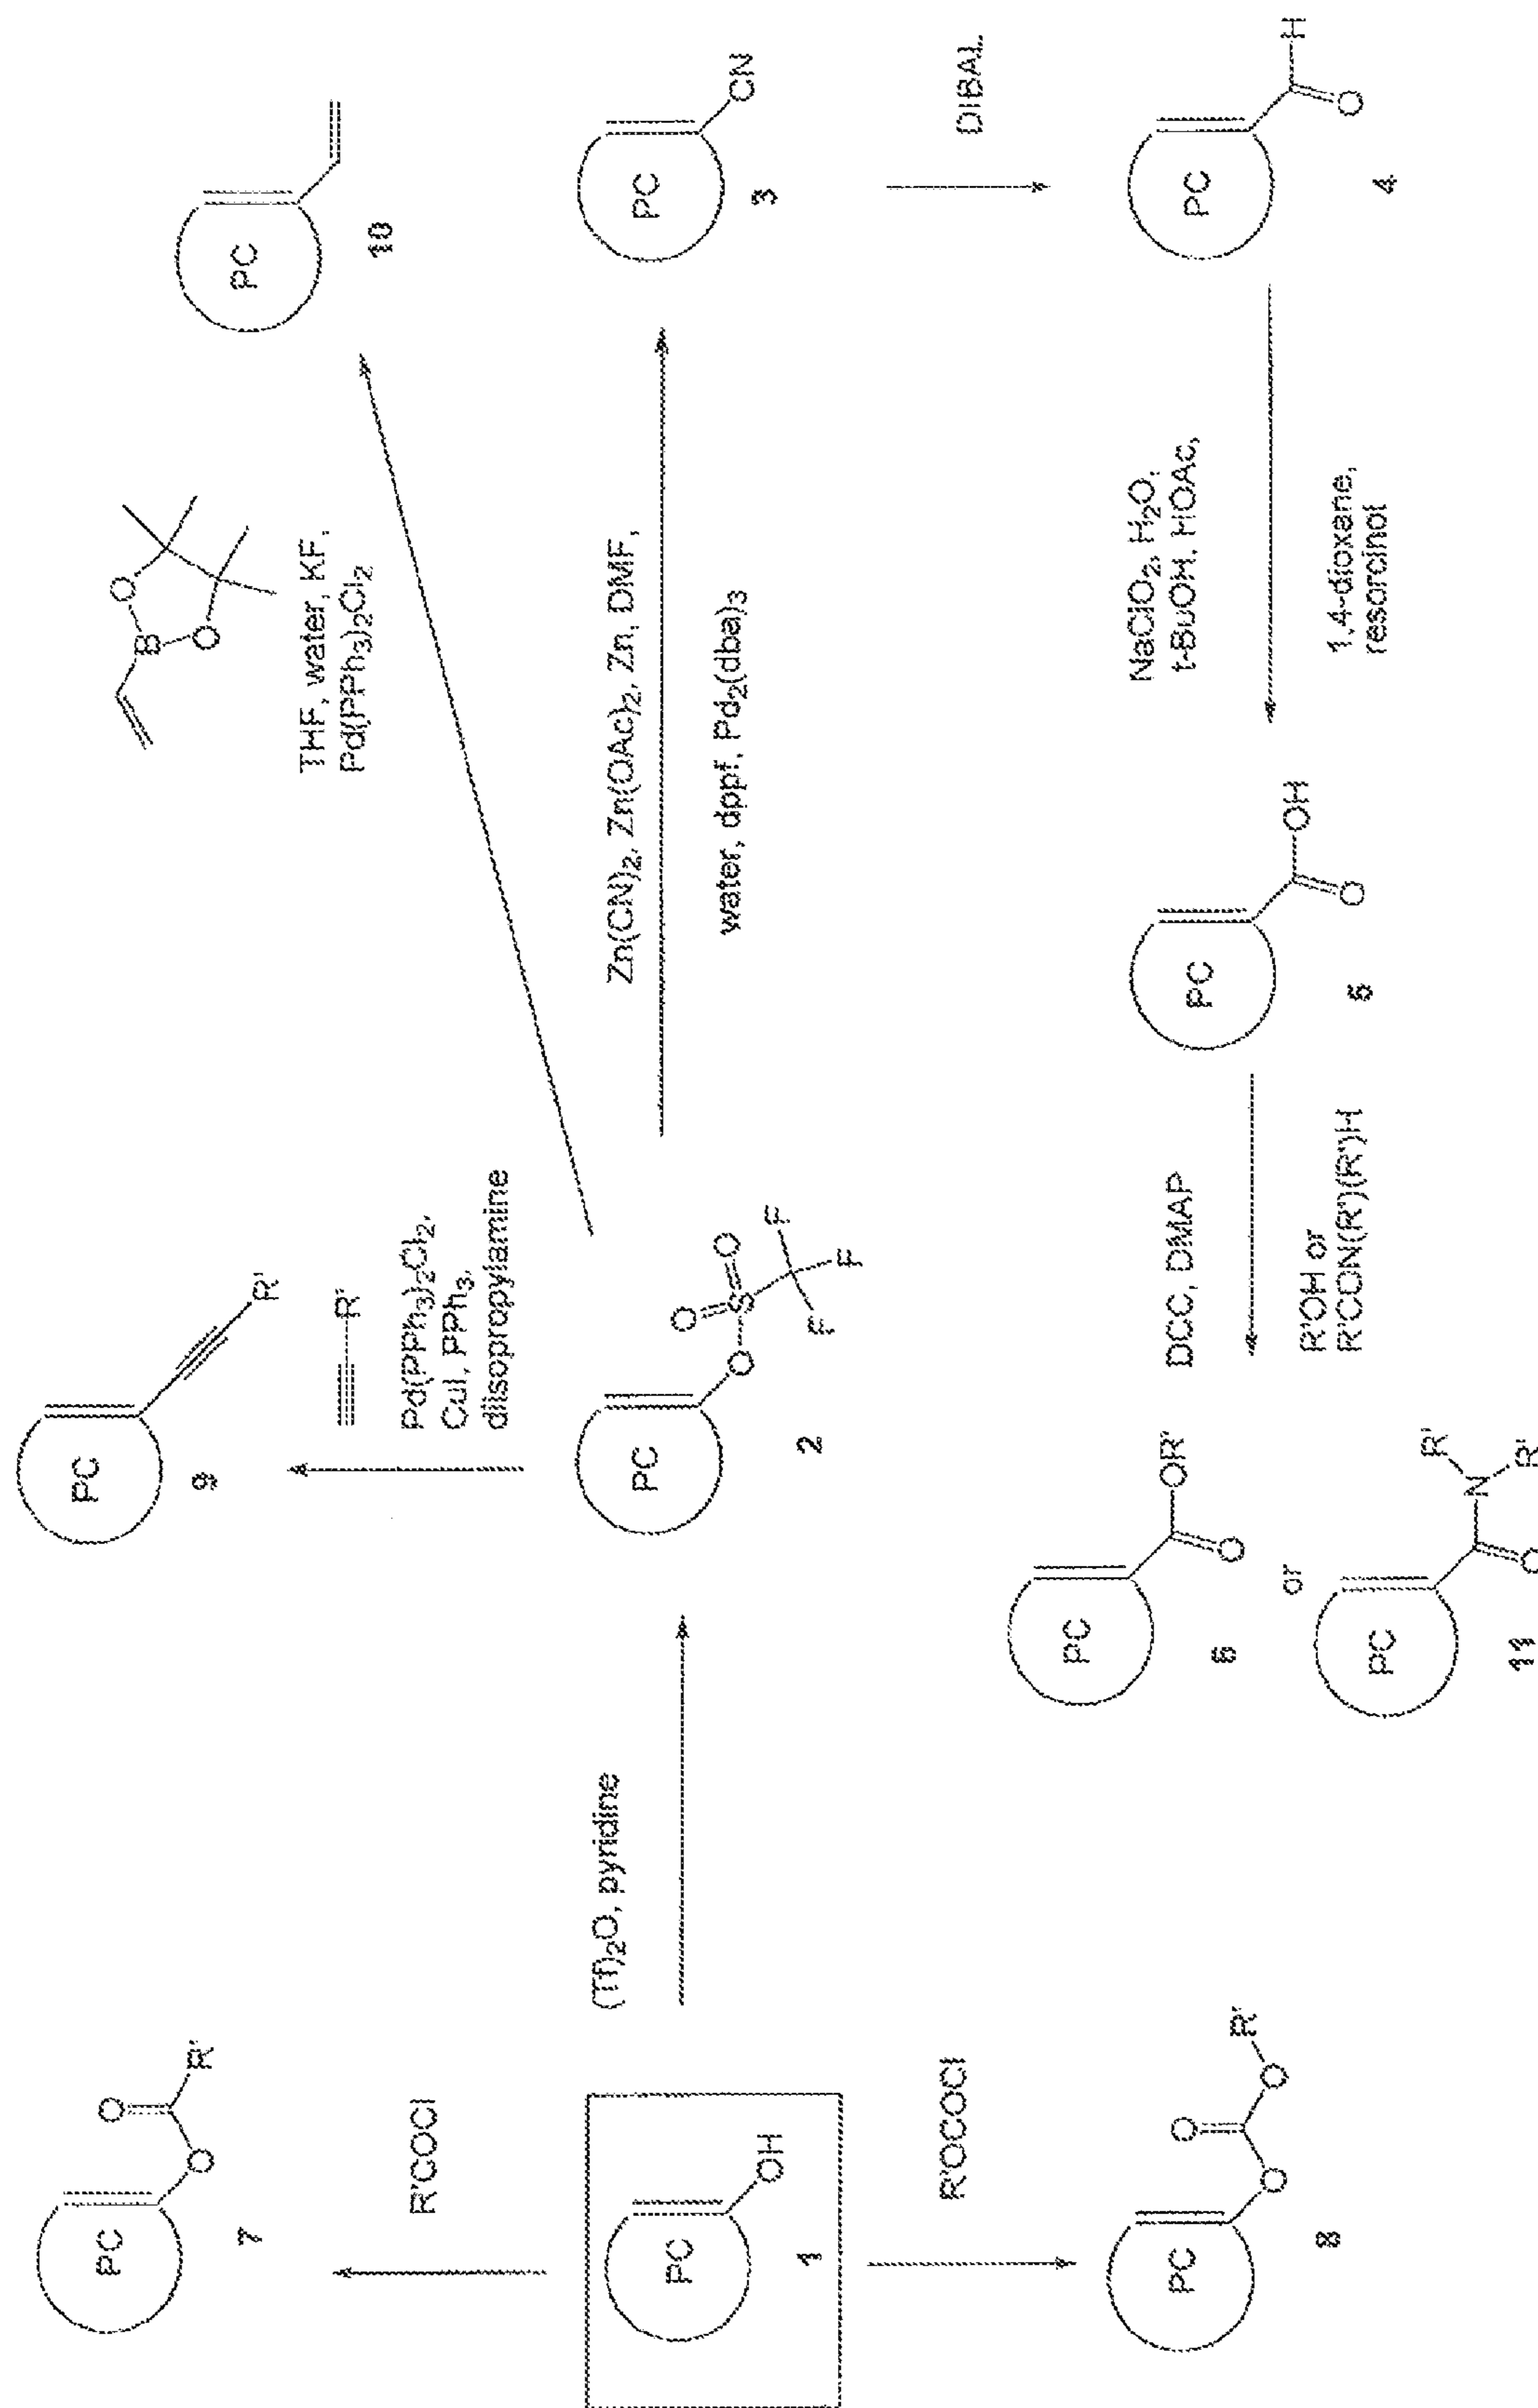 PC
9
R'
R'
Pd(PPh3)2Cl2,
CuI, PPh3,
diisopropylamine
B
O
O
THF, water, KF,
Pd(PPh3)2Cl2
PC
10
PC
O
O
R'
7
R'COCl
PC
OH
1
(Tf)2O, pyridine
PC
O
S
O
O
F
F
F
2
Zn(CN)2, Zn(OAc)2, Zn, DMF,
water, dppf, Pd2(dba)3
PC
CN
3
DIBAL
R'OCOCl
PC
O
O
O
R'
8
PC
OR'
O
6
or
PC
N
R'
R'
O
11
DCC, DMAP
R'OH or
R'CON(R')(R')H
PC
OH
O
5
NaClO2, H2O,
t-BuOH, HOAc,
1,4-dioxane,
resorcinol
PC
H
O
4